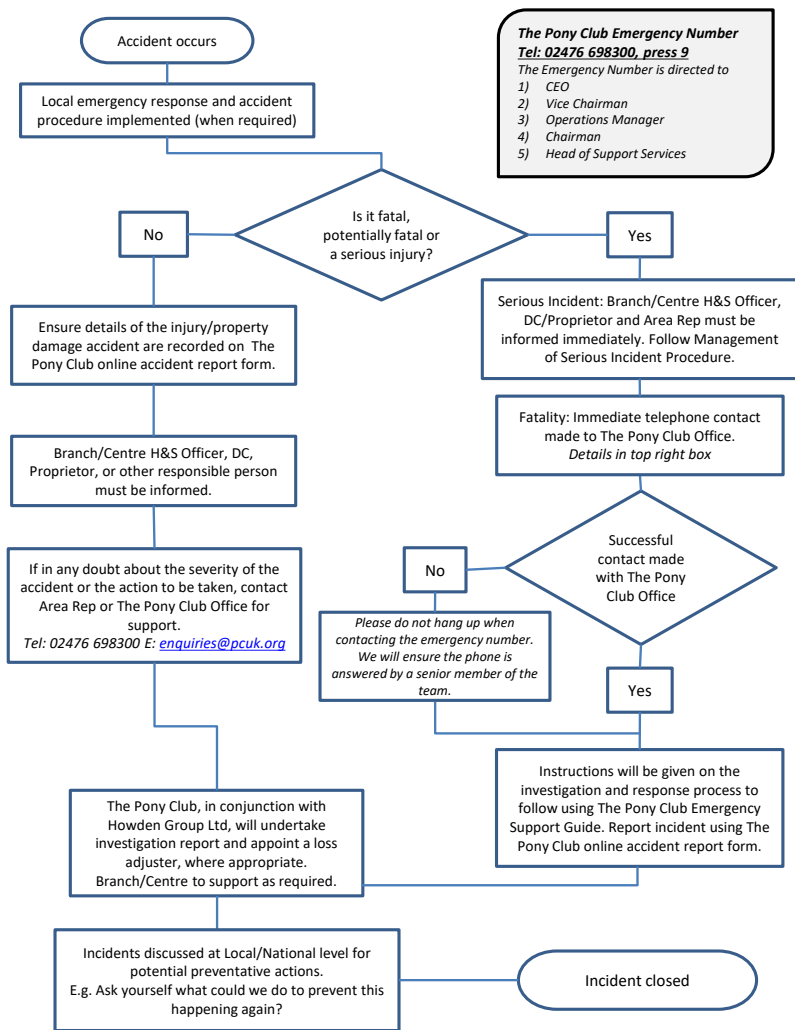 Accident occurs
The Pony Club Emergency Number
Tel: 02476 698300, press 9
The Emergency Number is directed to
1) CEO
2) Vice Chairman
3) Operations Manager
4) Chairman
5) Head of Support Services
Local emergency response and accident
procedure implemented (when required)
Is it fatal,
potentially fatal or
a serious injury?
No
Yes
Ensure details of the injury/property
damage accident are recorded on The
Pony Club online accident report form.
Serious Incident: Branch/Centre H&S Officer,
DC/Proprietor and Area Rep must be
informed immediately. Follow Management
of Serious Incident Procedure.
Branch/Centre H&S Officer, DC,
Proprietor, or other responsible person
must be informed.
Fatality: Immediate telephone contact
made to The Pony Club Office.
Details in top right box
If in any doubt about the severity of the
accident or the action to be taken, contact
Area Rep or The Pony Club Office for
support.
Tel: 02476 698300 E: enquiries@pcuk.org
Successful
contact made
with The Pony
Club Office
No
Please do not hang up when
contacting the emergency number.
We will ensure the phone is
answered by a senior member of the
team.
Yes
Instructions will be given on the
investigation and response process to
follow using The Pony Club Emergency
Support Guide. Report incident using The
Pony Club online accident report form.
The Pony Club, in conjunction with
Howden Group Ltd, will undertake
investigation report and appoint a loss
adjuster, where appropriate.
Branch/Centre to support as required.
Incidents discussed at Local/National level for
potential preventative actions.
E.g. Ask yourself what could we do to prevent this
happening again?
Incident closed